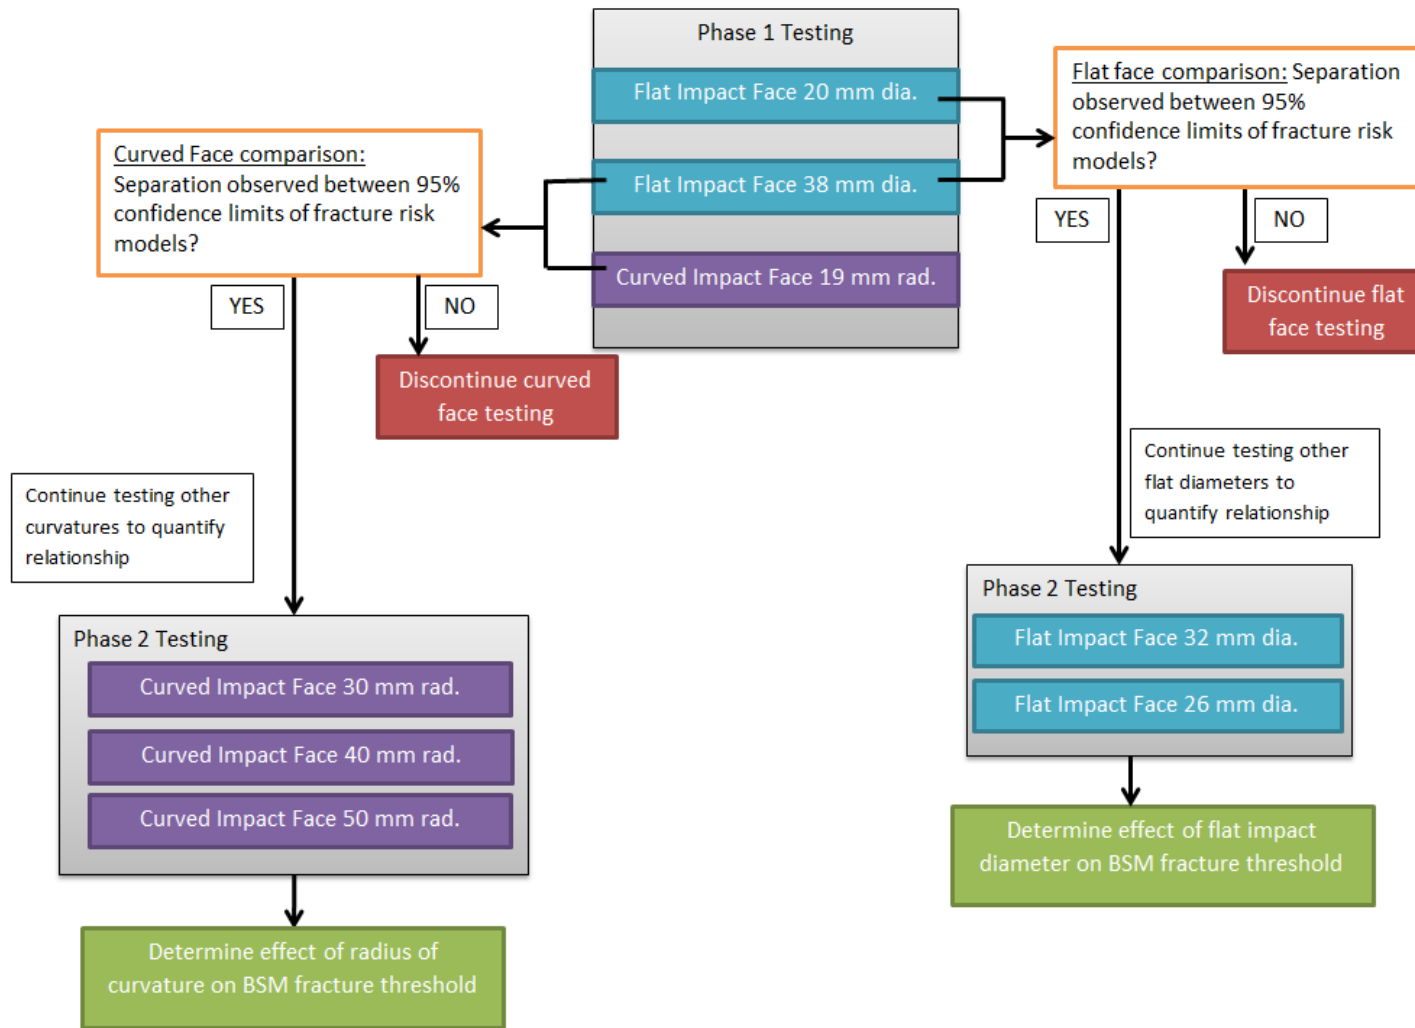 Phase 1 Testing
Flat Impact Face 20 mm dia.
Flat Impact Face 38 mm dia.
Curved Impact Face 19 mm rad.
Flat face comparison: Separation
observed between 95%
confidence limits of fracture risk
models?
YES
NO
Discontinue flat
face testing
Curved Face comparison:
Separation observed between 95%
confidence limits of fracture risk
models?
YES
NO
Discontinue curved
face testing
Continue testing other
curvatures to quantify
relationship
Continue testing other
flat diameters to
quantify relationship
Phase 2 Testing
Curved Impact Face 30 mm rad.
Curved Impact Face 40 mm rad.
Curved Impact Face 50 mm rad.
Determine effect of radius of
curvature on BSM fracture threshold
Phase 2 Testing
Flat Impact Face 32 mm dia.
Flat Impact Face 26 mm dia.
Determine effect of flat impact
diameter on BSM fracture threshold